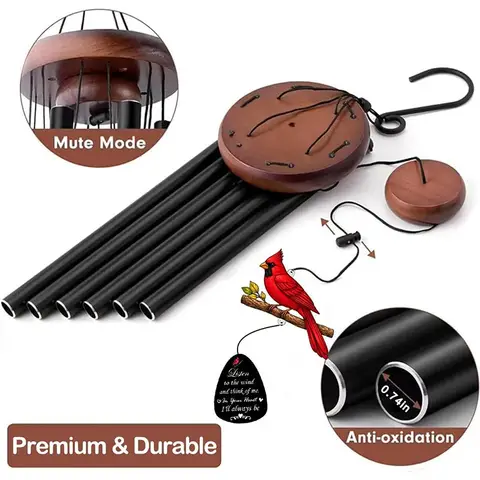 Mute Mode
Listen
to the wind
and think of me.
In Your Heart
I'll always be
0.74in
Anti-oxidation
Premium & Durable